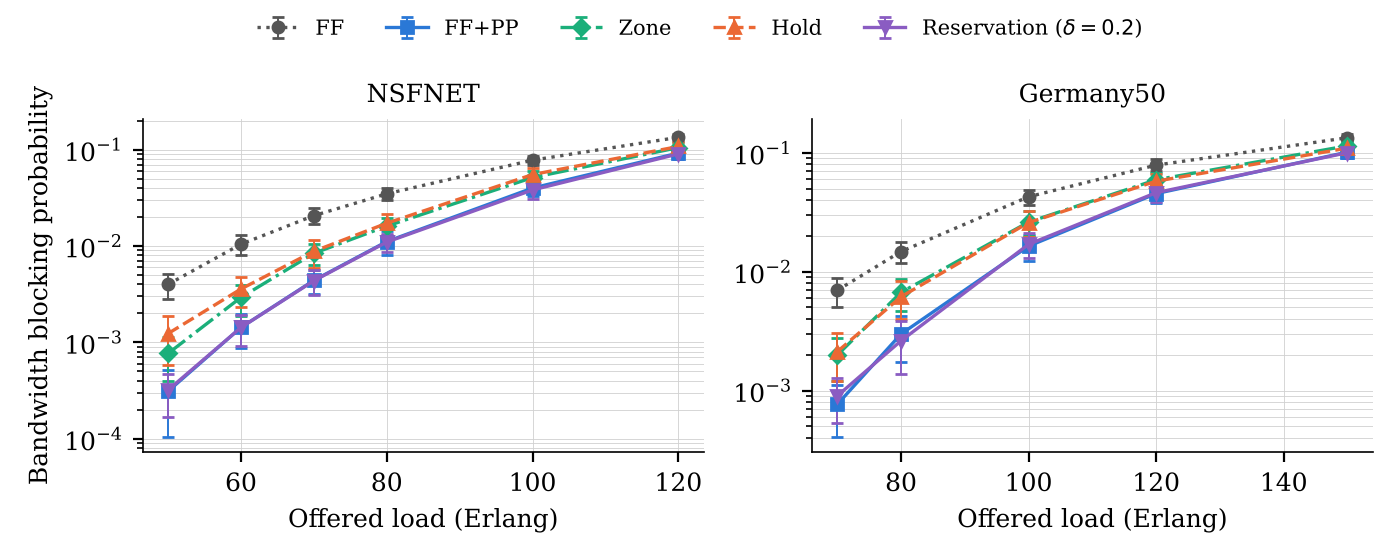 FF FF+PP Zone Hold Reservation (δ = 0.2)
NSFNET
Germany50
Bandwidth blocking probability
10⁻¹
10⁻²
10⁻³
10⁻⁴
60 80 100 120
Offered load (Erlang)
10⁻¹
10⁻²
10⁻³
80 100 120 140
Offered load (Erlang)